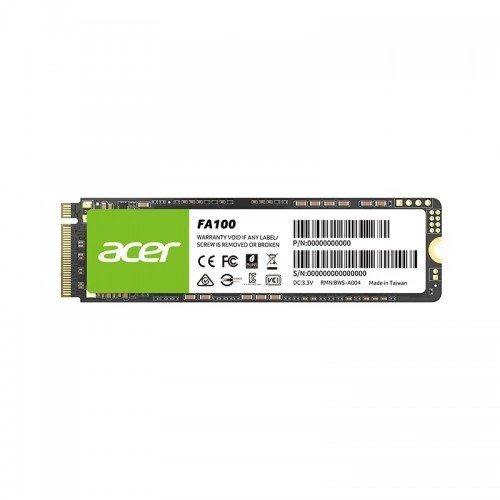 acer
FA100
WARRANTY VOID IF ANY LABEL/
SCREW IS REMOVED OR BROKEN
P/N:00000000000
S/N:000000000000000
DC:3.3V RMN:BWS-A004 Made in Taiwan